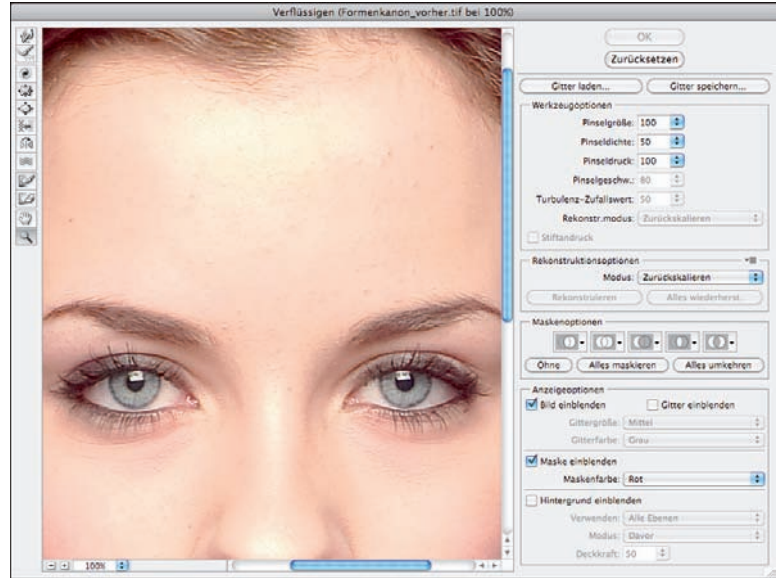 Verflüssigen (Formenkanon_vorher.tif bei 100%)
OK
Zurücksetzen
Gitter laden... Gitter speichern...
Werkzeugoptionen
Pinselgröße: 100
Pinseldichte: 50
Pinseldruck: 100
Pinselgeschw.: 80
Turbulenz-Zufallswert: 50
Rekonstr.modus: Zurückskalieren
Stiftandruck
Rekonstruktionsoptionen
Modus: Zurückskalieren
Rekonstruieren Alles wiederherst...
Maskenoptionen
Ohne Alles maskieren Alles umkehren
Anzeigeoptionen
Bild einblenden Gitter einblenden
Gittergröße: Mittel
Gitterfarbe: Grau
Maske einblenden
Maskenfarbe: Rot
Hintergrund einblenden
Verwenden: Alle Ebenen
Modus: Davor
Deckkraft: 50
100%